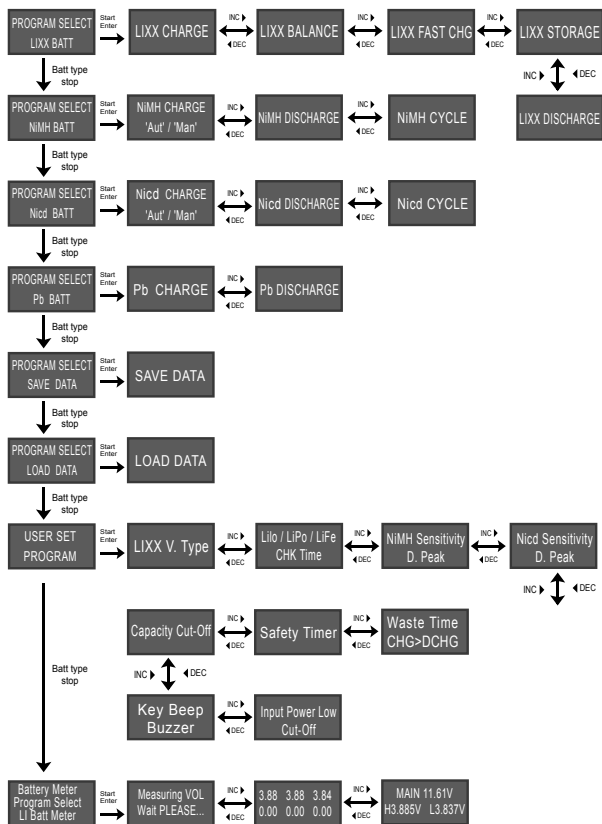 PROGRAM SELECT
LIXX BATT
Start
Enter
LIXX CHARGE
INC
DEC
LIXX BALANCE
INC
DEC
LIXX FAST CHG
INC
DEC
LIXX STORAGE
Batt type
stop
INC
DEC
PROGRAM SELECT
NiMH BATT
Start
Enter
NiMH CHARGE
'Aut' / 'Man'
INC
DEC
NiMH DISCHARGE
INC
DEC
NiMH CYCLE
LIXX DISCHARGE
Batt type
stop
PROGRAM SELECT
Nicd BATT
Start
Enter
Nicd CHARGE
'Aut' / 'Man'
INC
DEC
Nicd DISCHARGE
INC
DEC
Nicd CYCLE
Batt type
stop
PROGRAM SELECT
Pb BATT
Start
Enter
Pb CHARGE
INC
DEC
Pb DISCHARGE
Batt type
stop
PROGRAM SELECT
SAVE DATA
Start
Enter
SAVE DATA
Batt type
stop
PROGRAM SELECT
LOAD DATA
Start
Enter
LOAD DATA
Batt type
stop
USER SET
PROGRAM
Start
Enter
LIXX V. Type
INC
DEC
LiIo / LiPo / LiFe
CHK Time
INC
DEC
NiMH Sensitivity
D. Peak
INC
DEC
Nicd Sensitivity
D. Peak
INC
DEC
Capacity Cut-Off
INC
DEC
Safety Timer
INC
DEC
Waste Time
CHG>DCHG
Batt type
stop
INC
DEC
Key Beep
Buzzer
INC
DEC
Input Power Low
Cut-Off
Battery Meter
Program Select
LI Batt Meter
Start
Enter
Measuring VOL
Wait PLEASE...
INC
DEC
3.88 3.88 3.84
0.00 0.00 0.00
INC
DEC
MAIN 11.61V
H3.885V L3.837V